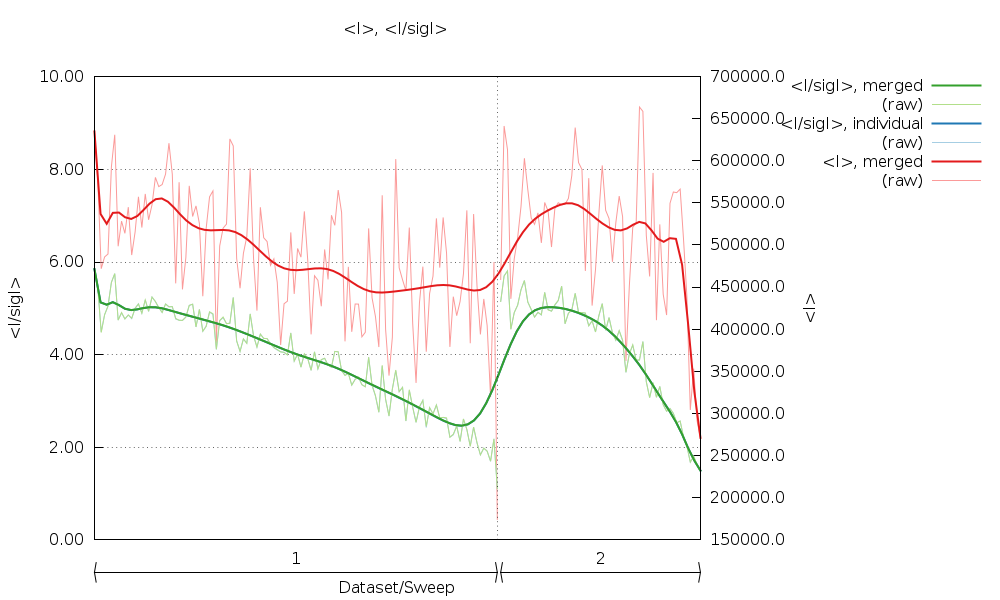 <I>, <I/sigI>
10.00
8.00
6.00
4.00
2.00
0.00
<I/sigI>
700000.0
650000.0
600000.0
550000.0
500000.0
450000.0
400000.0
350000.0
300000.0
250000.0
200000.0
150000.0
<I>
<I/sigI>, merged
(raw)
<I/sigI>, individual
(raw)
<I>, merged
(raw)
1 2
Dataset/Sweep